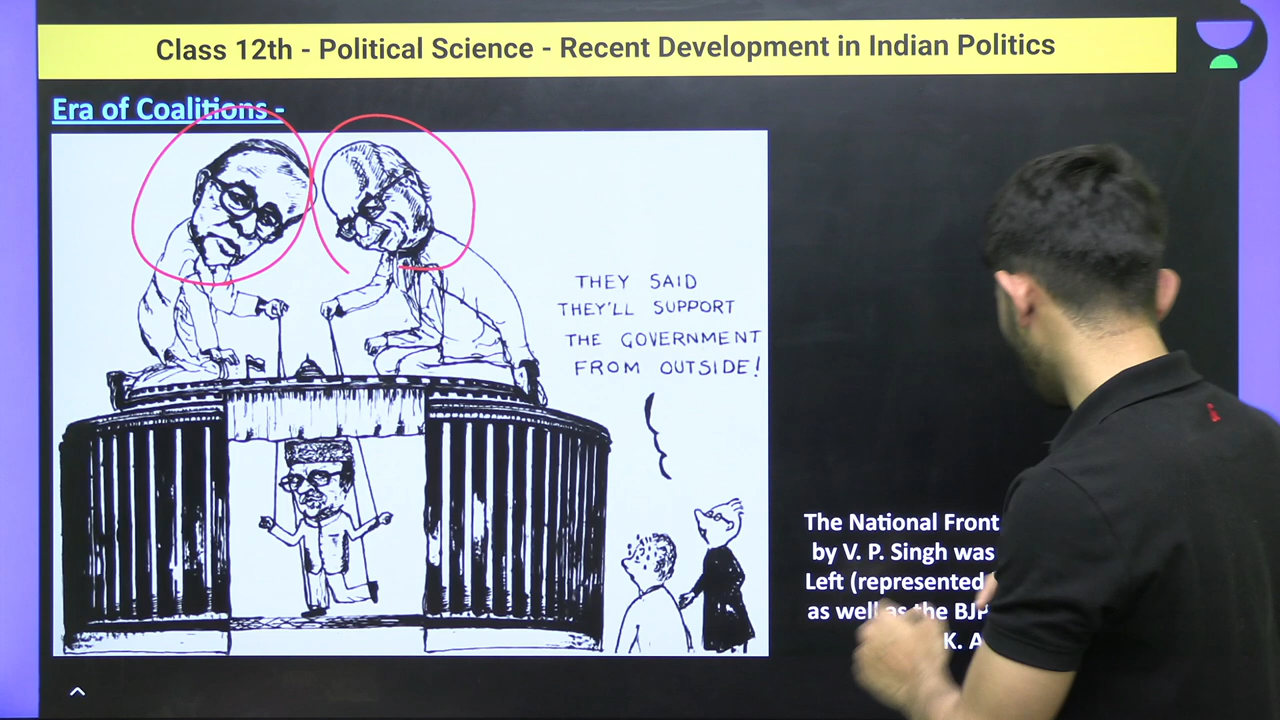 Class 12th - Political Science - Recent Development in Indian Politics
Era of Coalitions -
THEY SAID
THEY'LL SUPPORT
THE GOVERNMENT
FROM OUTSIDE!
The National Front
by V. P. Singh was
Left (represented
as well as the BJP
K. A